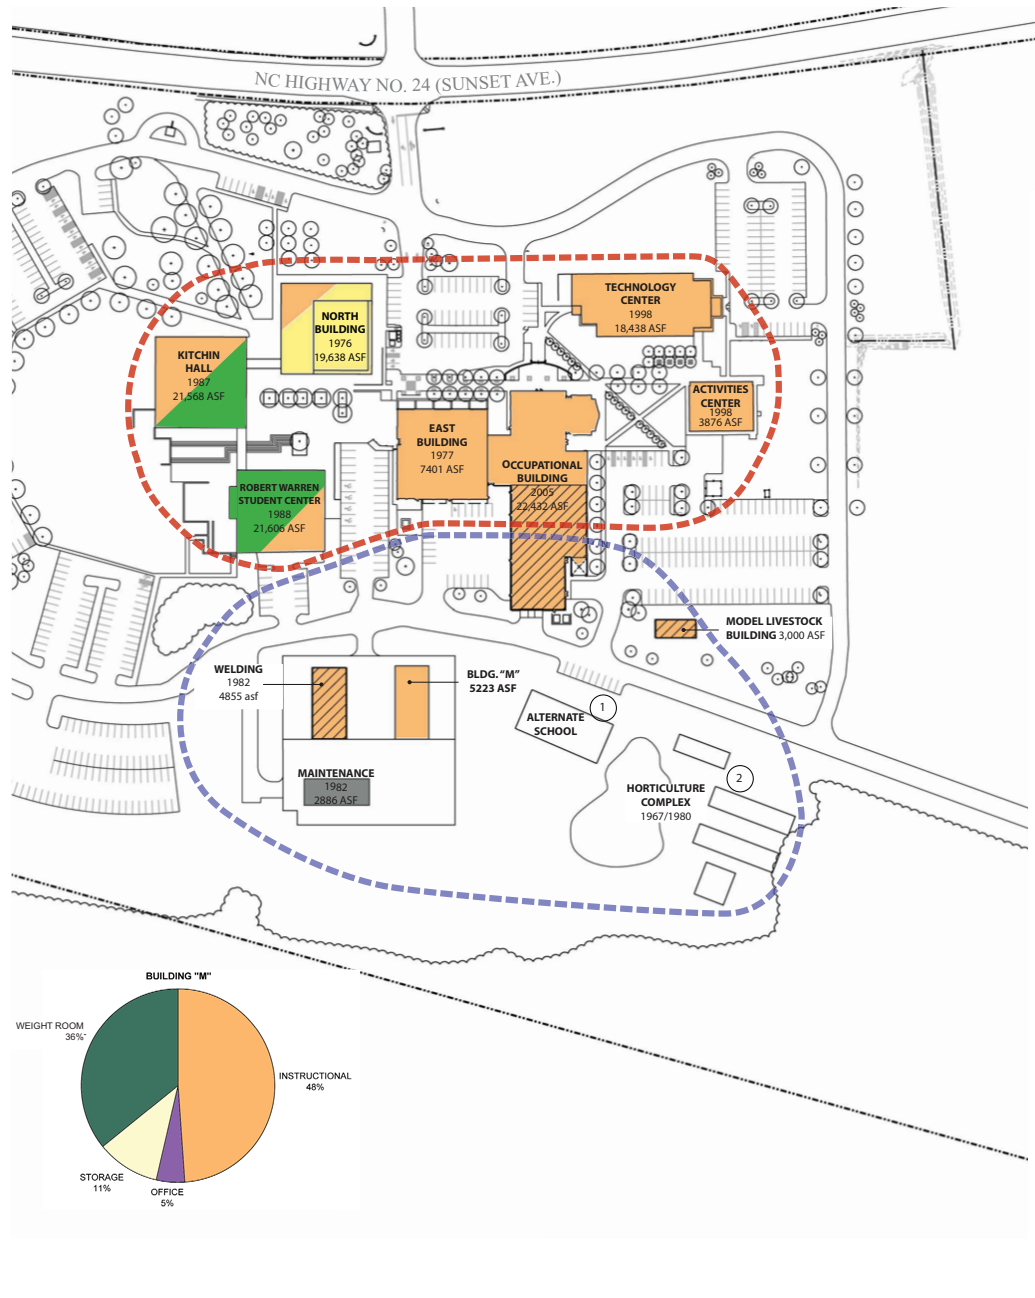 NC HIGHWAY NO. 24 (SUNSET AVE.)
TECHNOLOGY
CENTER
1998
18,438 ASF
NORTH
BUILDING
1976
19,638 ASF
KITCHIN
HALL
1987
21,568 ASF
ACTIVITIES
CENTER
1998
3876 ASF
EAST
BUILDING
1977
7401 ASF
OCCUPATIONAL
BUILDING
2005
22,432 ASF
ROBERT WARREN
STUDENT CENTER
1988
21,606 ASF
MODEL LIVESTOCK
BUILDING 3,000 ASF
WELDING
1982
4855 asf
BLDG. “M”
5223 ASF
1
ALTERNATE
SCHOOL
MAINTENANCE
1982
2886 ASF
2
HORTICULTURE
COMPLEX
1967/1980
BUILDING "M"
WEIGHT ROOM
36%
INSTRUCTIONAL
48%
STORAGE
11%
OFFICE
5%